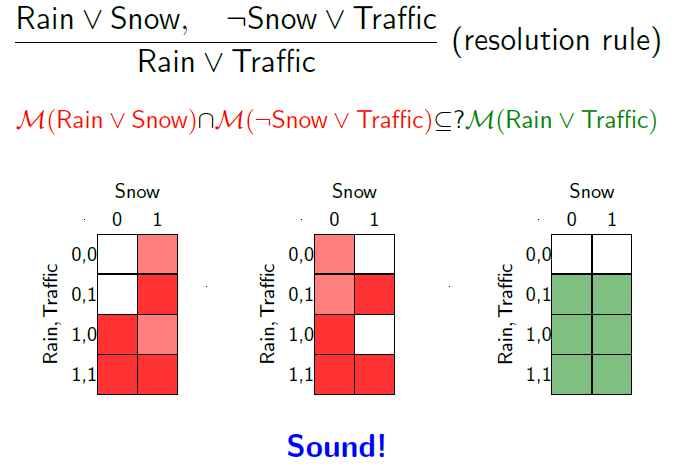 Rain ∨ Snow, ¬Snow ∨ Traffic
Rain ∨ Traffic
(resolution rule)
ℳ(Rain ∨ Snow)∩ℳ(¬Snow ∨ Traffic)⊆?ℳ(Rain ∨ Traffic)
Snow
0 1
Rain, Traffic
0,0
0,1
1,0
1,1
Snow
0 1
Rain, Traffic
0,0
0,1
1,0
1,1
Snow
0 1
Rain, Traffic
0,0
0,1
1,0
1,1
Sound!